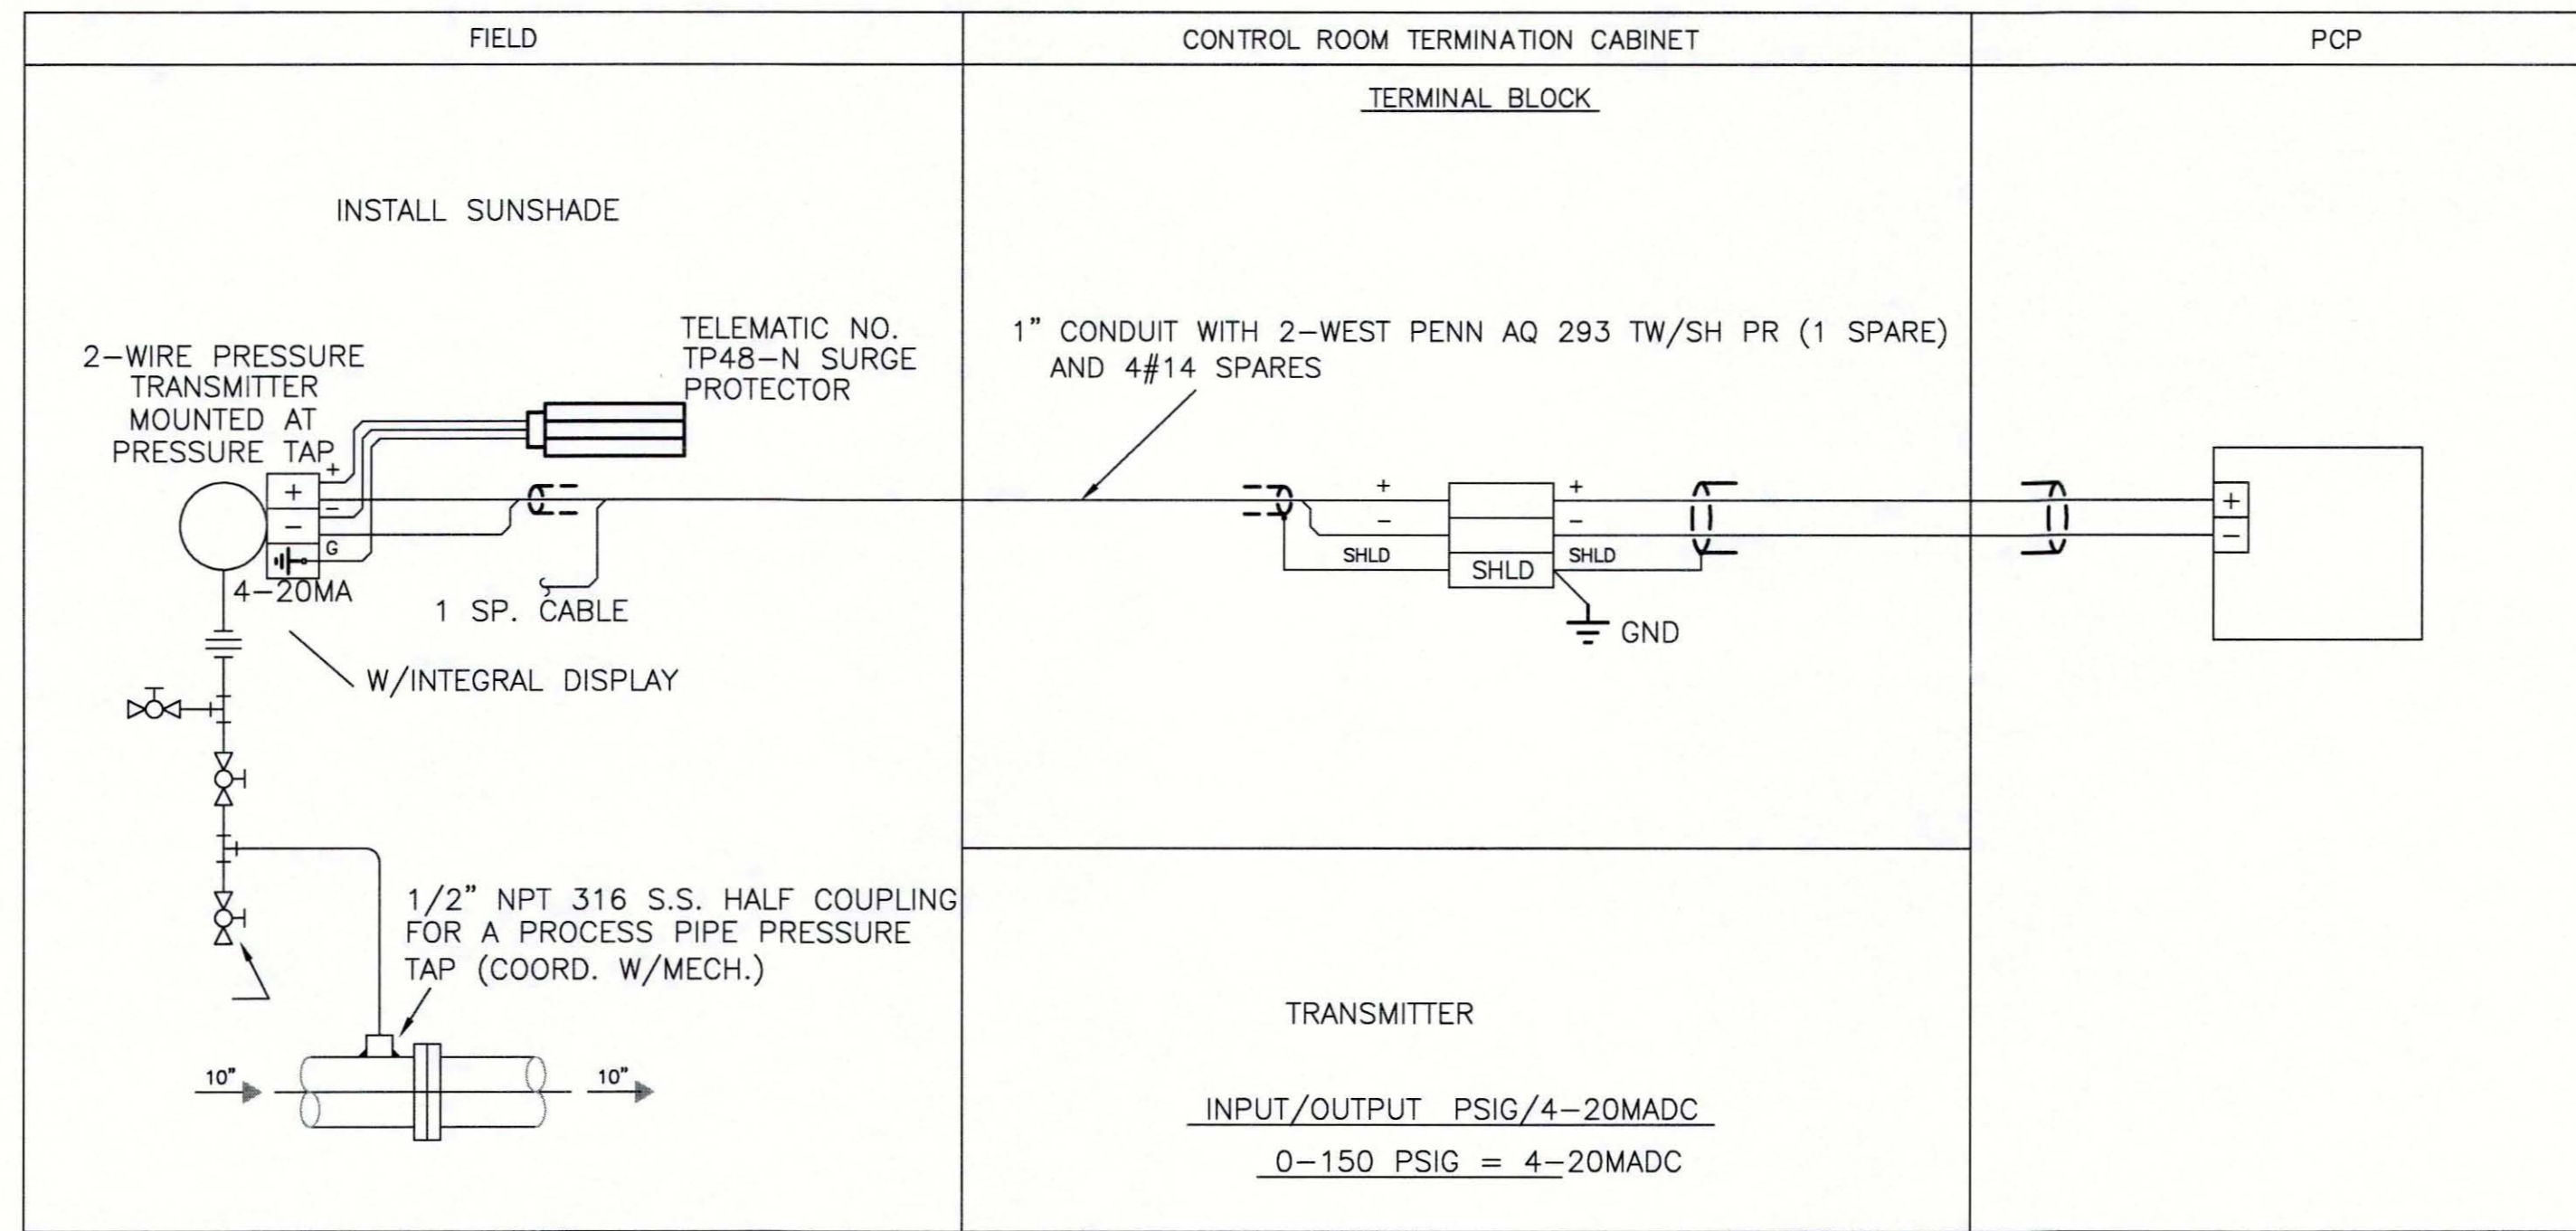 FIELD
CONTROL ROOM TERMINATION CABINET
PCP
TERMINAL BLOCK
INSTALL SUNSHADE
TELEMATIC NO.
TP48-N SURGE
PROTECTOR
2-WIRE PRESSURE
TRANSMITTER
MOUNTED AT
PRESSURE TAP
+
+
-
-
G
4-20MA
1 SP. CABLE
W/INTEGRAL DISPLAY
1" CONDUIT WITH 2-WEST PENN AQ 293 TW/SH PR (1 SPARE)
AND 4#14 SPARES
+
-
SHLD
SHLD
+
-
SHLD
GND
+
-
1/2" NPT 316 S.S. HALF COUPLING
FOR A PROCESS PIPE PRESSURE
TAP (COORD. W/MECH.)
10"
10"
TRANSMITTER
INPUT/OUTPUT PSIG/4-20MADC
0-150 PSIG = 4-20MADC